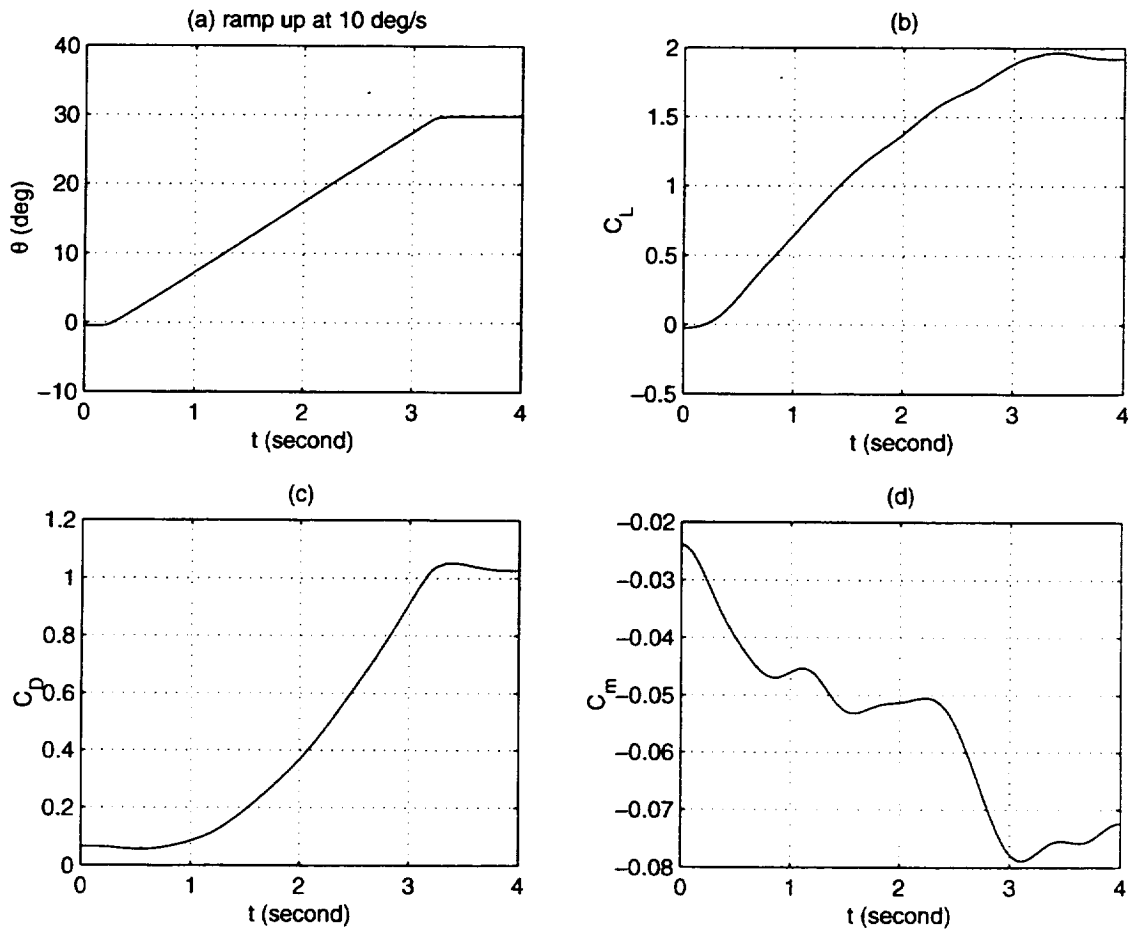 (a) ramp up at 10 deg/s
40
30
20
10
0
−10
θ (deg)
0 1 2 3 4
t (second)
(b)
2
1.5
1
0.5
0
−0.5
C_L
0 1 2 3 4
t (second)
(c)
1.2
1
0.8
0.6
0.4
0.2
0
C_D
0 1 2 3 4
t (second)
(d)
−0.02
−0.03
−0.04
−0.05
−0.06
−0.07
−0.08
C_m
0 1 2 3 4
t (second)